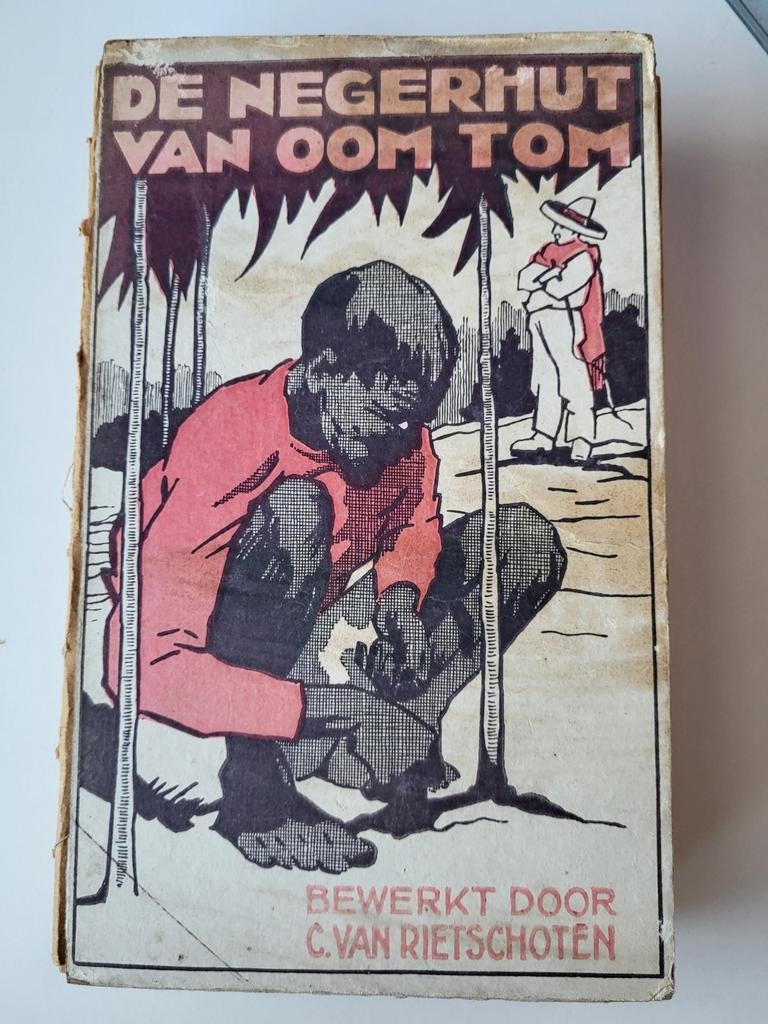 DE NEGERHUT
VAN OOM TOM
BEWERKT DOOR
C. VAN RIETSCHOTEN